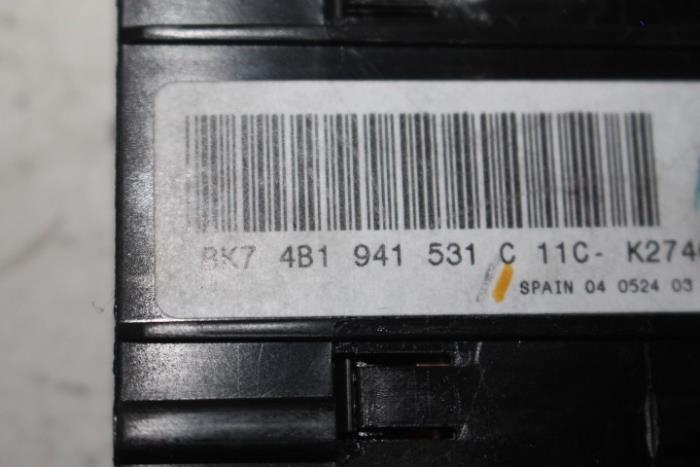 BK7 4B1 941 531 C 11C- K274
SPAIN 04 0524 03